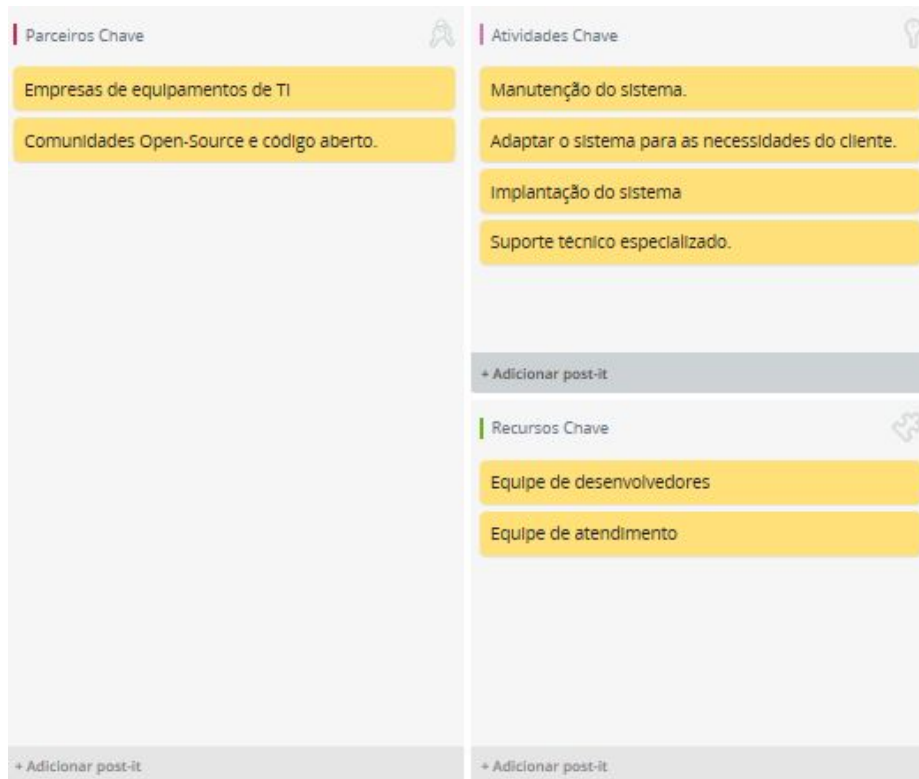 Parceiros Chave
Empresas de equipamentos de TI
Comunidades Open-Source e código aberto.
+ Adicionar post-it
Atividades Chave
Manutenção do sistema.
Adaptar o sistema para as necessidades do cliente.
Implantação do sistema
Suporte técnico especializado.
+ Adicionar post-it
Recursos Chave
Equipe de desenvolvedores
Equipe de atendimento
+ Adicionar post-it